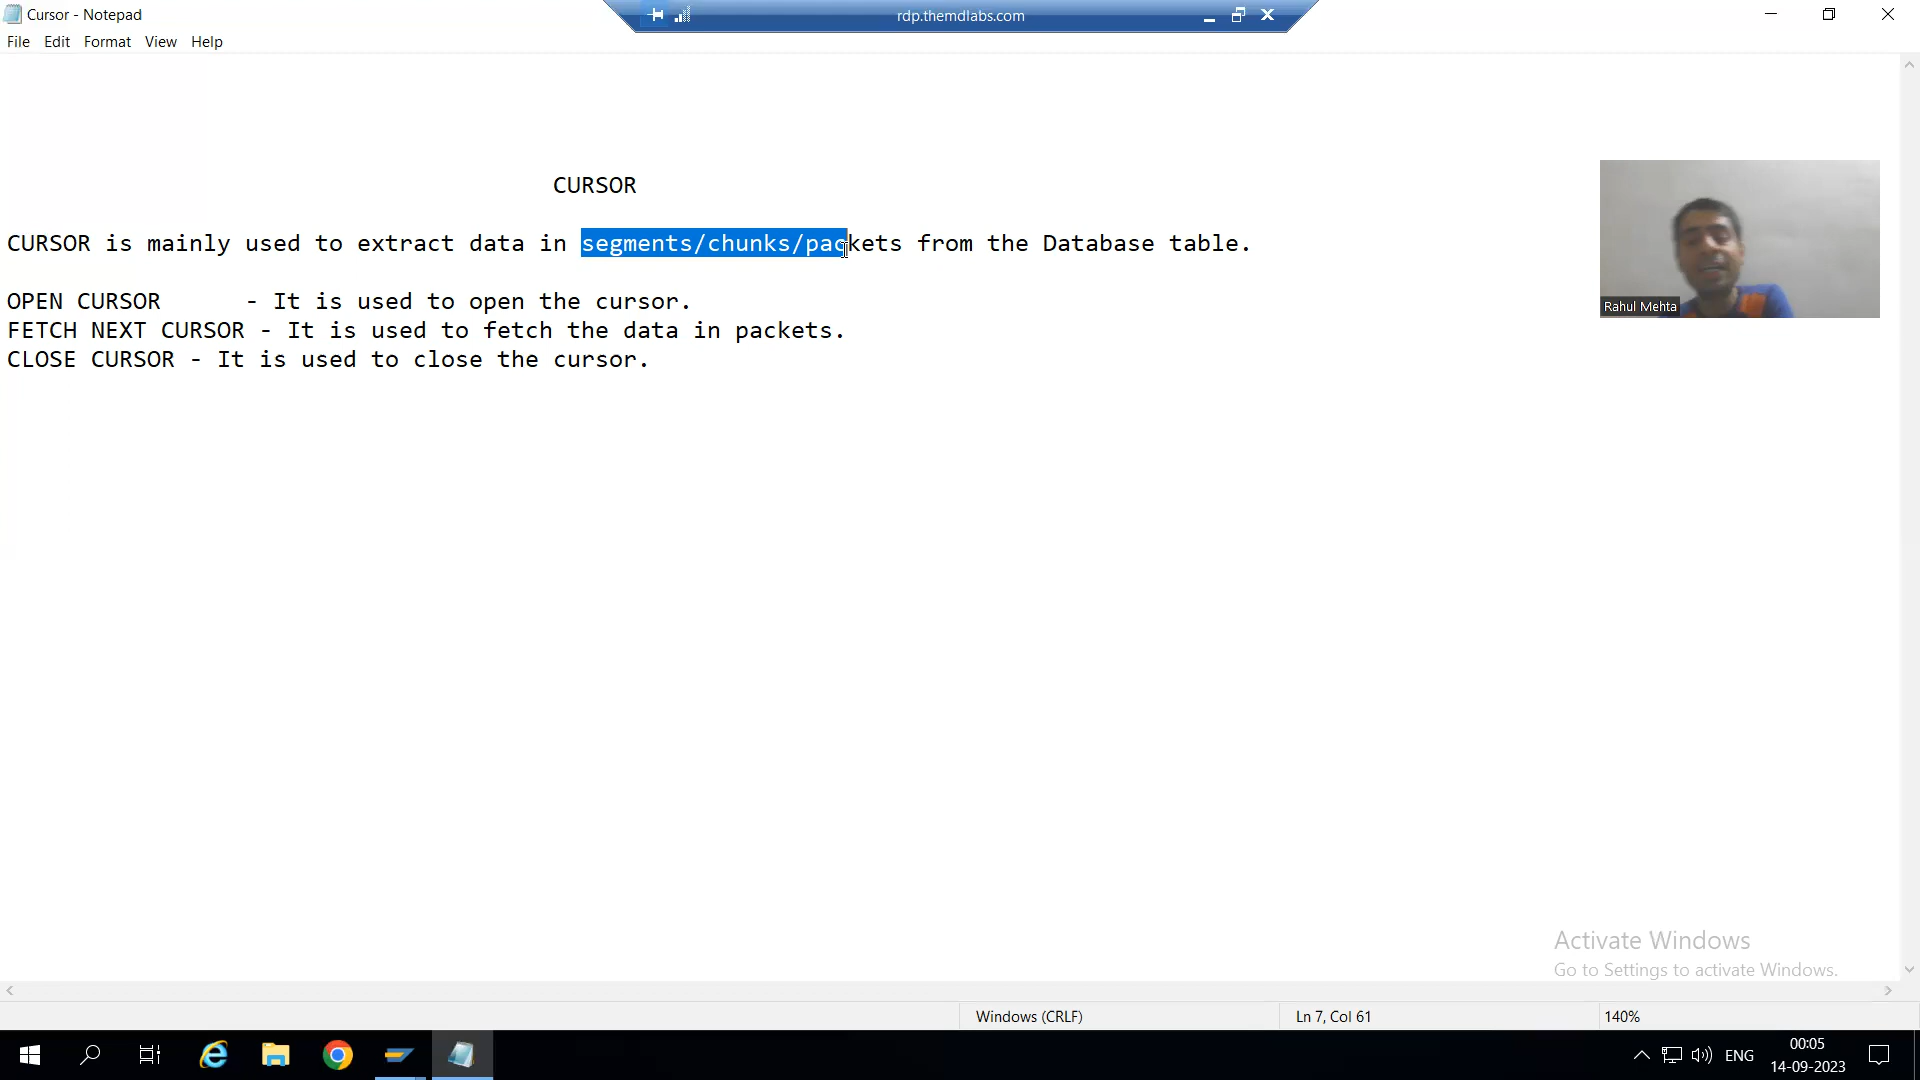 Cursor - Notepad
rdp.themdlabs.com
File Edit Format View Help
CURSOR
CURSOR is mainly used to extract data in segments/chunks/packets from the Database table.
Rahul Mehta
OPEN CURSOR      - It is used to open the cursor.
FETCH NEXT CURSOR - It is used to fetch the data in packets.
CLOSE CURSOR - It is used to close the cursor.
Activate Windows
Go to Settings to activate Windows.
Windows (CRLF)
Ln 7, Col 61
140%
ENG
00:05
14-09-2023